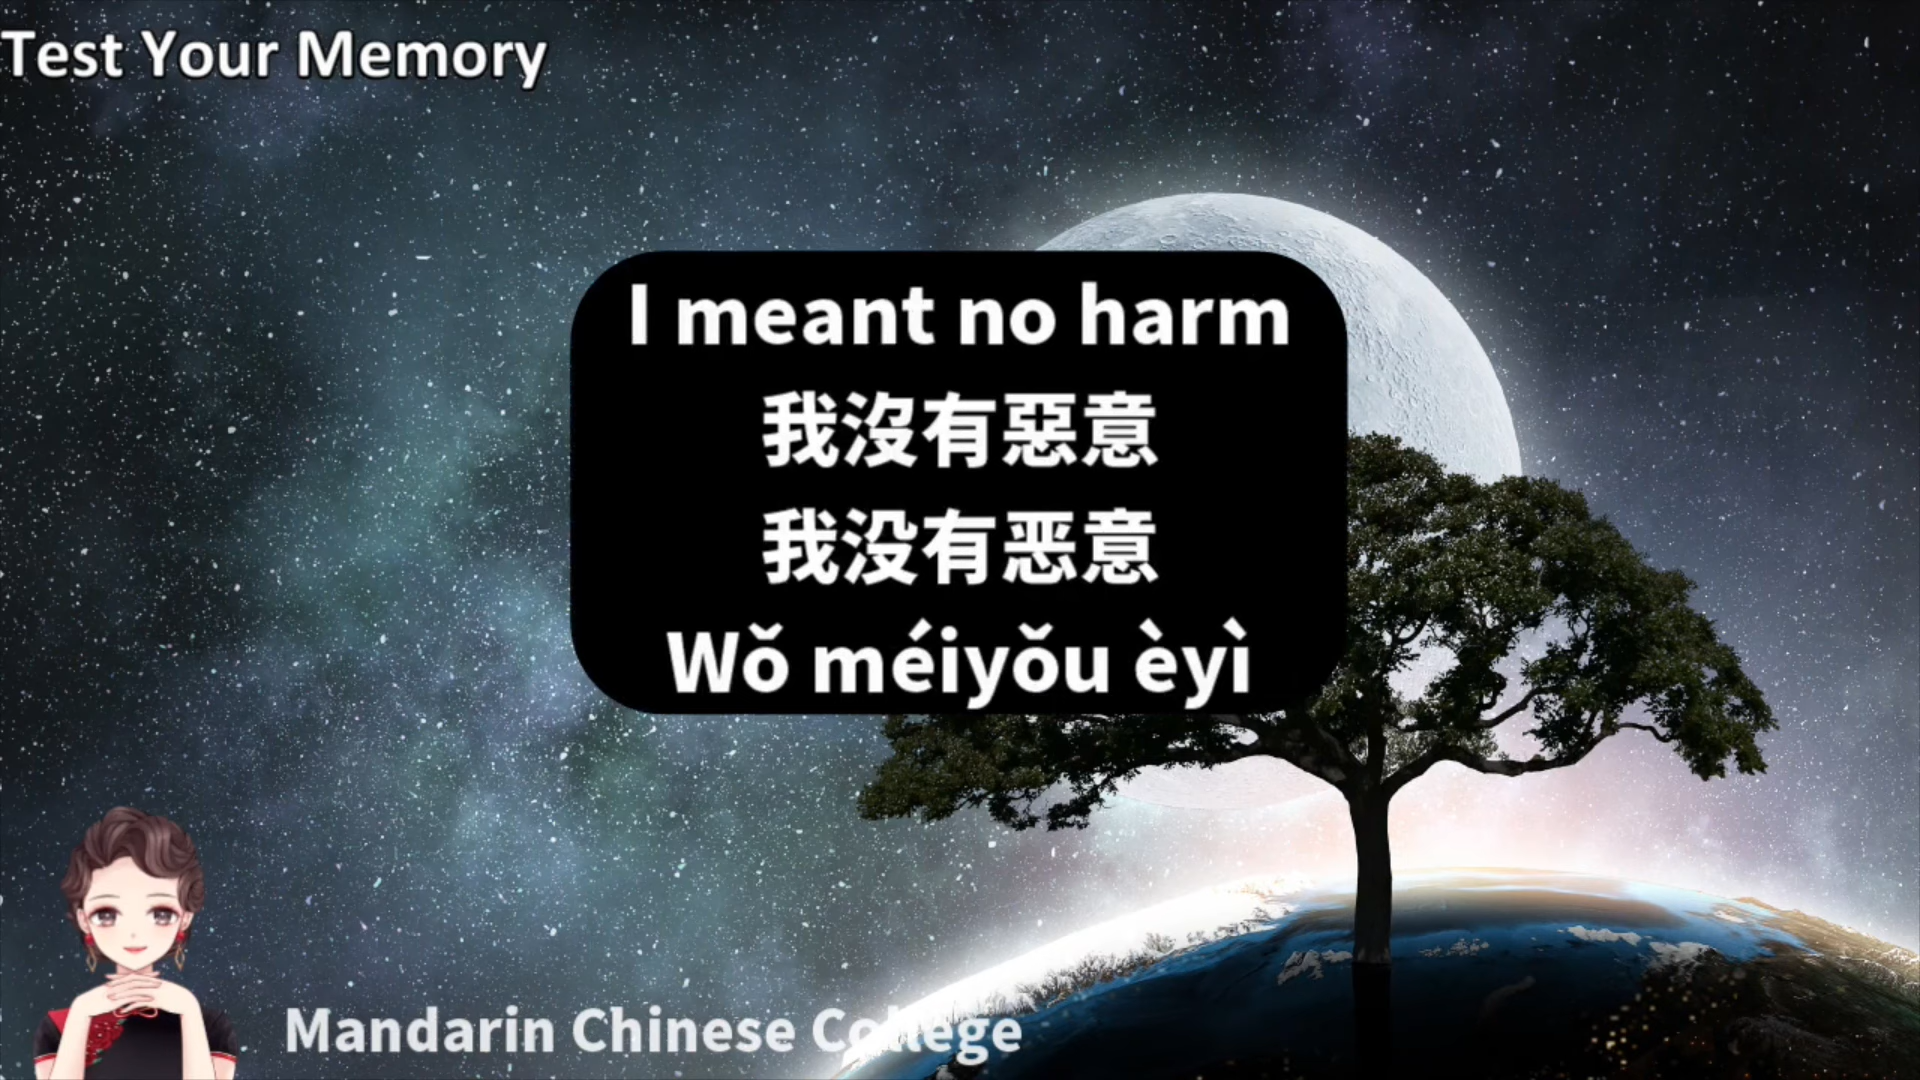 Test Your Memory
I meant no harm
我沒有惡意
我没有恶意
Wǒ méiyǒu èyì
Mandarin Chinese College